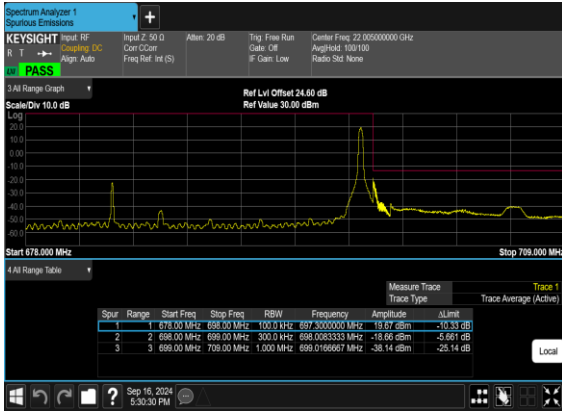 Spectrum Analyzer 1
Spurious Emissions
KEYSIGHT
R T
PASS
Input: RF
Coupling: DC
Align: Auto
Input Z: 50 Ω
Corr CCorr
Freq Ref: Int (S)
Atten: 20 dB
Trig: Free Run
Gate: Off
IF Gain: Low
Center Freq: 22.005000000 GHz
Avg|Hold: 100/100
Radio Std: None
3 All Range Graph
Scale/Div 10.0 dB
Ref Lvl Offset 24.60 dB
Ref Value 30.00 dBm
Log
20.0
10.0
0.00
-10.0
-20.0
-30.0
-40.0
-50.0
-60.0
Start 678.000 MHz
Stop 709.000 MHz
4 All Range Table
Measure Trace Trace 1
Trace Type Trace Average (Active)
Spur Range Start Freq Stop Freq RBW Frequency Amplitude ΔLimit
1 1 678.00 MHz 698.00 MHz 100.0 kHz 697.3000000 MHz 19.67 dBm -10.33 dB
2 2 698.00 MHz 699.00 MHz 300.0 kHz 698.0083333 MHz -18.66 dBm -5.661 dB
3 3 699.00 MHz 709.00 MHz 1.000 MHz 699.0166667 MHz -38.14 dBm -25.14 dB
Local
?
Sep 16, 2024
5:30:30 PM